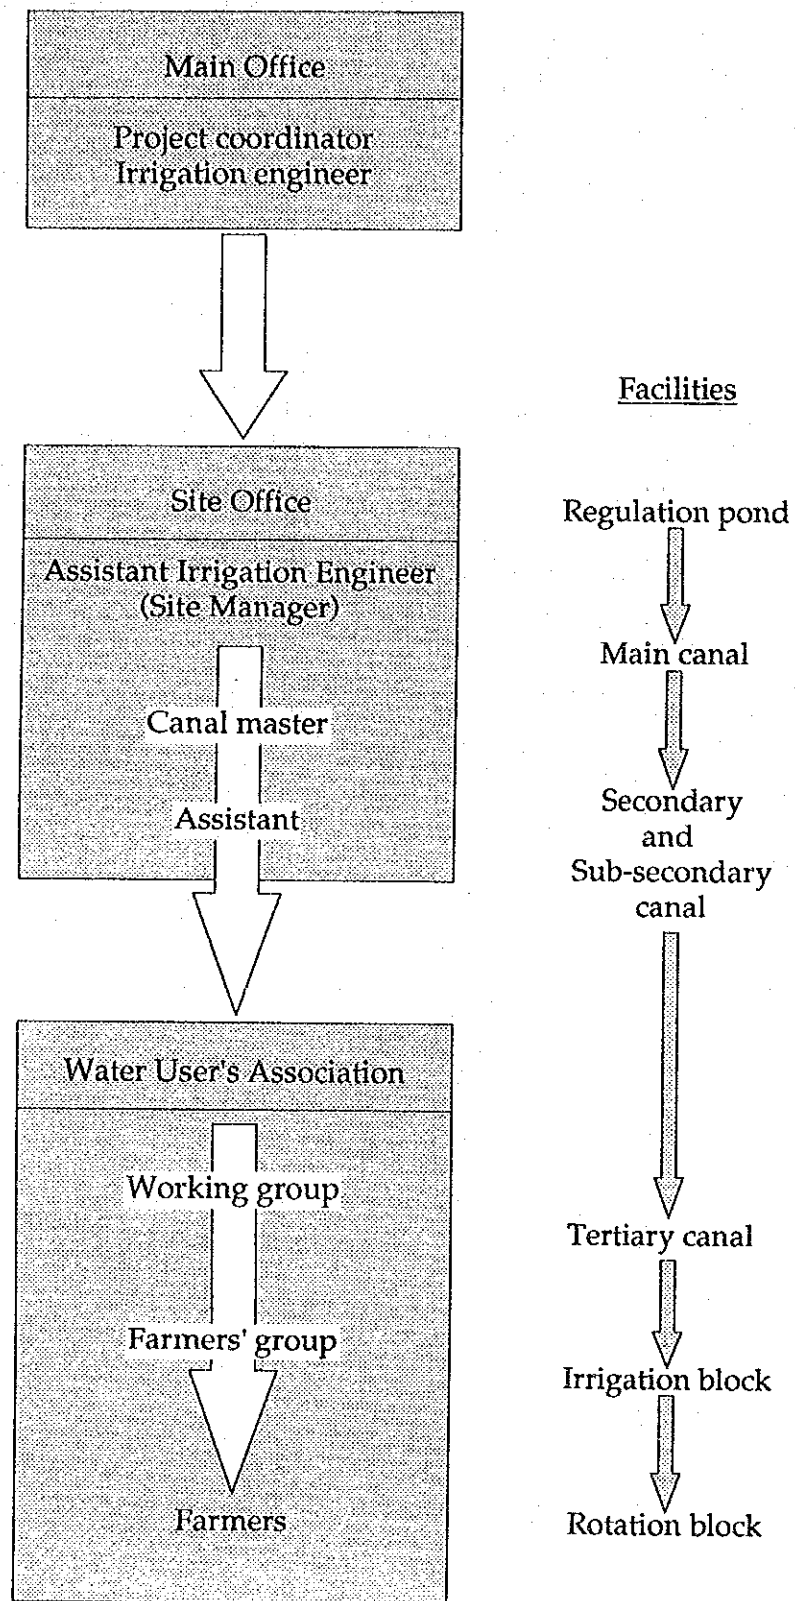 Main Office
Project coordinator
Irrigation engineer
Site Office
Assistant Irrigation Engineer
(Site Manager)
Canal master
Assistant
Water User's Association
Working group
Farmers' group
Farmers
Facilities
Regulation pond
Main canal
Secondary
and
Sub-secondary
canal
Tertiary canal
Irrigation block
Rotation block